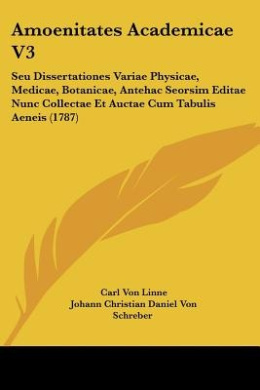 Amoenitates Academicae
V3
Seu Dissertationes Variae Physicae,
Medicae, Botanicae, Antehac Seorsim Editae
Nunc Collectae Et Auctae Cum Tabulis
Aeneis (1787)
Carl Von Linne
Johann Christian Daniel Von
Schreber